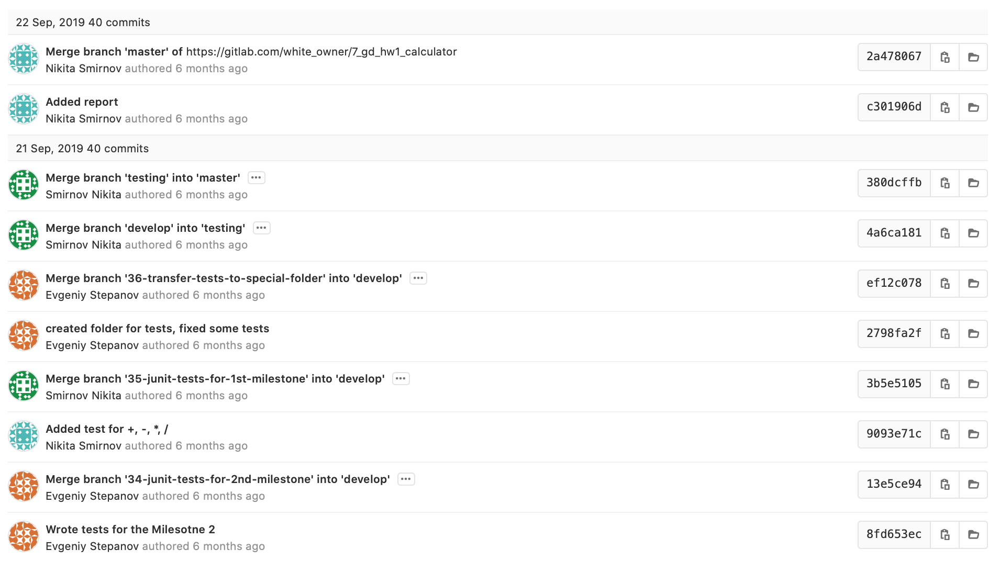 22 Sep, 2019 40 commits
Merge branch 'master' of https://gitlab.com/white_owner/7_gd_hw1_calculator
2a478067
Nikita Smirnov authored 6 months ago
Added report
c301906d
Nikita Smirnov authored 6 months ago
21 Sep, 2019 40 commits
Merge branch 'testing' into 'master'
380dcffb
Smirnov Nikita authored 6 months ago
Merge branch 'develop' into 'testing'
4a6ca181
Smirnov Nikita authored 6 months ago
Merge branch '36-transfer-tests-to-special-folder' into 'develop'
ef12c078
Evgeniy Stepanov authored 6 months ago
created folder for tests, fixed some tests
2798fa2f
Evgeniy Stepanov authored 6 months ago
Merge branch '35-junit-tests-for-1st-milestone' into 'develop'
3b5e5105
Smirnov Nikita authored 6 months ago
Added test for +, -, *, /
9093e71c
Nikita Smirnov authored 6 months ago
Merge branch '34-junit-tests-for-2nd-milestone' into 'develop'
13e5ce94
Evgeniy Stepanov authored 6 months ago
Wrote tests for the Milesotne 2
8fd653ec
Evgeniy Stepanov authored 6 months ago